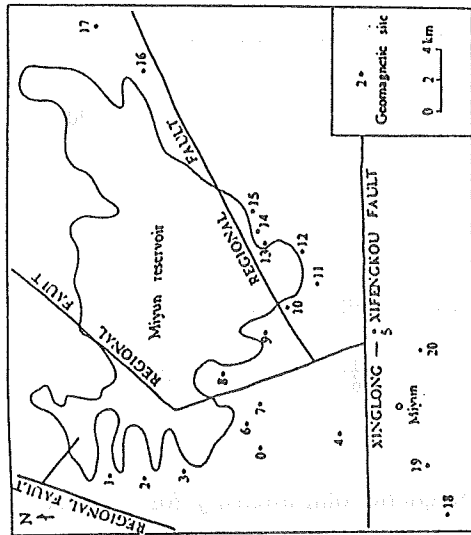 N
REGIONAL FAULT
REGIONAL FAULT
Miyun reservoir
REGIONAL FAULT
XINGLONG — XIFENGKOU FAULT
Miyun
1
2
3
4
5
6
7
8
9
0
10
11
12
13
14
15
16
17
18
19
20
2
Geomagnetic site
0 2 4 km